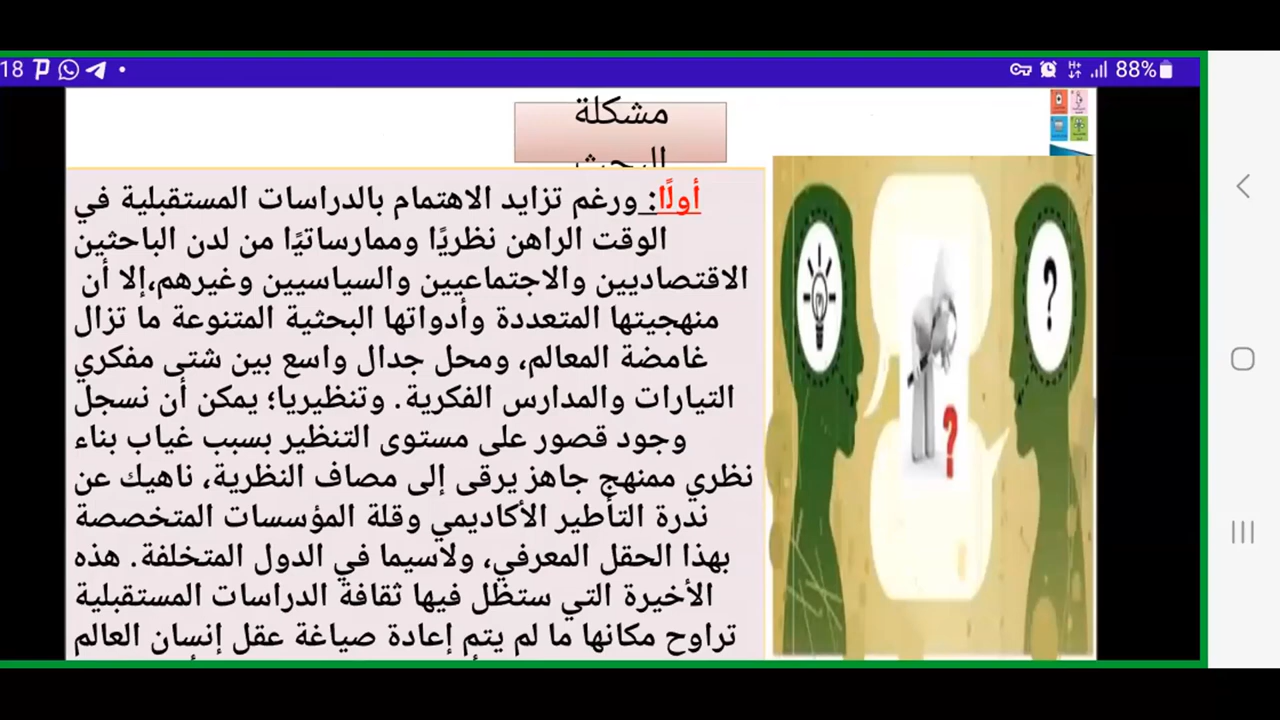 18
88%
مشكلة
البحث
أولًا: ورغم تزايد الاهتمام بالدراسات المستقبلية في
الوقت الراهن نظريًا وممارساتيًا من لدن الباحثين
الاقتصاديين والاجتماعيين والسياسيين وغيرهم،إلا أن
منهجيتها المتعددة وأدواتها البحثية المتنوعة ما تزال
غامضة المعالم، ومحل جدال واسع بين شتى مفكري
التيارات والمدارس الفكرية. وتنظيريا؛ يمكن أن نسجل
وجود قصور على مستوى التنظير بسبب غياب بناء
نظري ممنهج جاهز يرقى إلى مصاف النظرية، ناهيك عن
ندرة التأطير الأكاديمي وقلة المؤسسات المتخصصة
بهذا الحقل المعرفي، ولاسيما في الدول المتخلفة. هذه
الأخيرة التي ستظل فيها ثقافة الدراسات المستقبلية
تراوح مكانها ما لم يتم إعادة صياغة عقل إنسان العالم
?
?